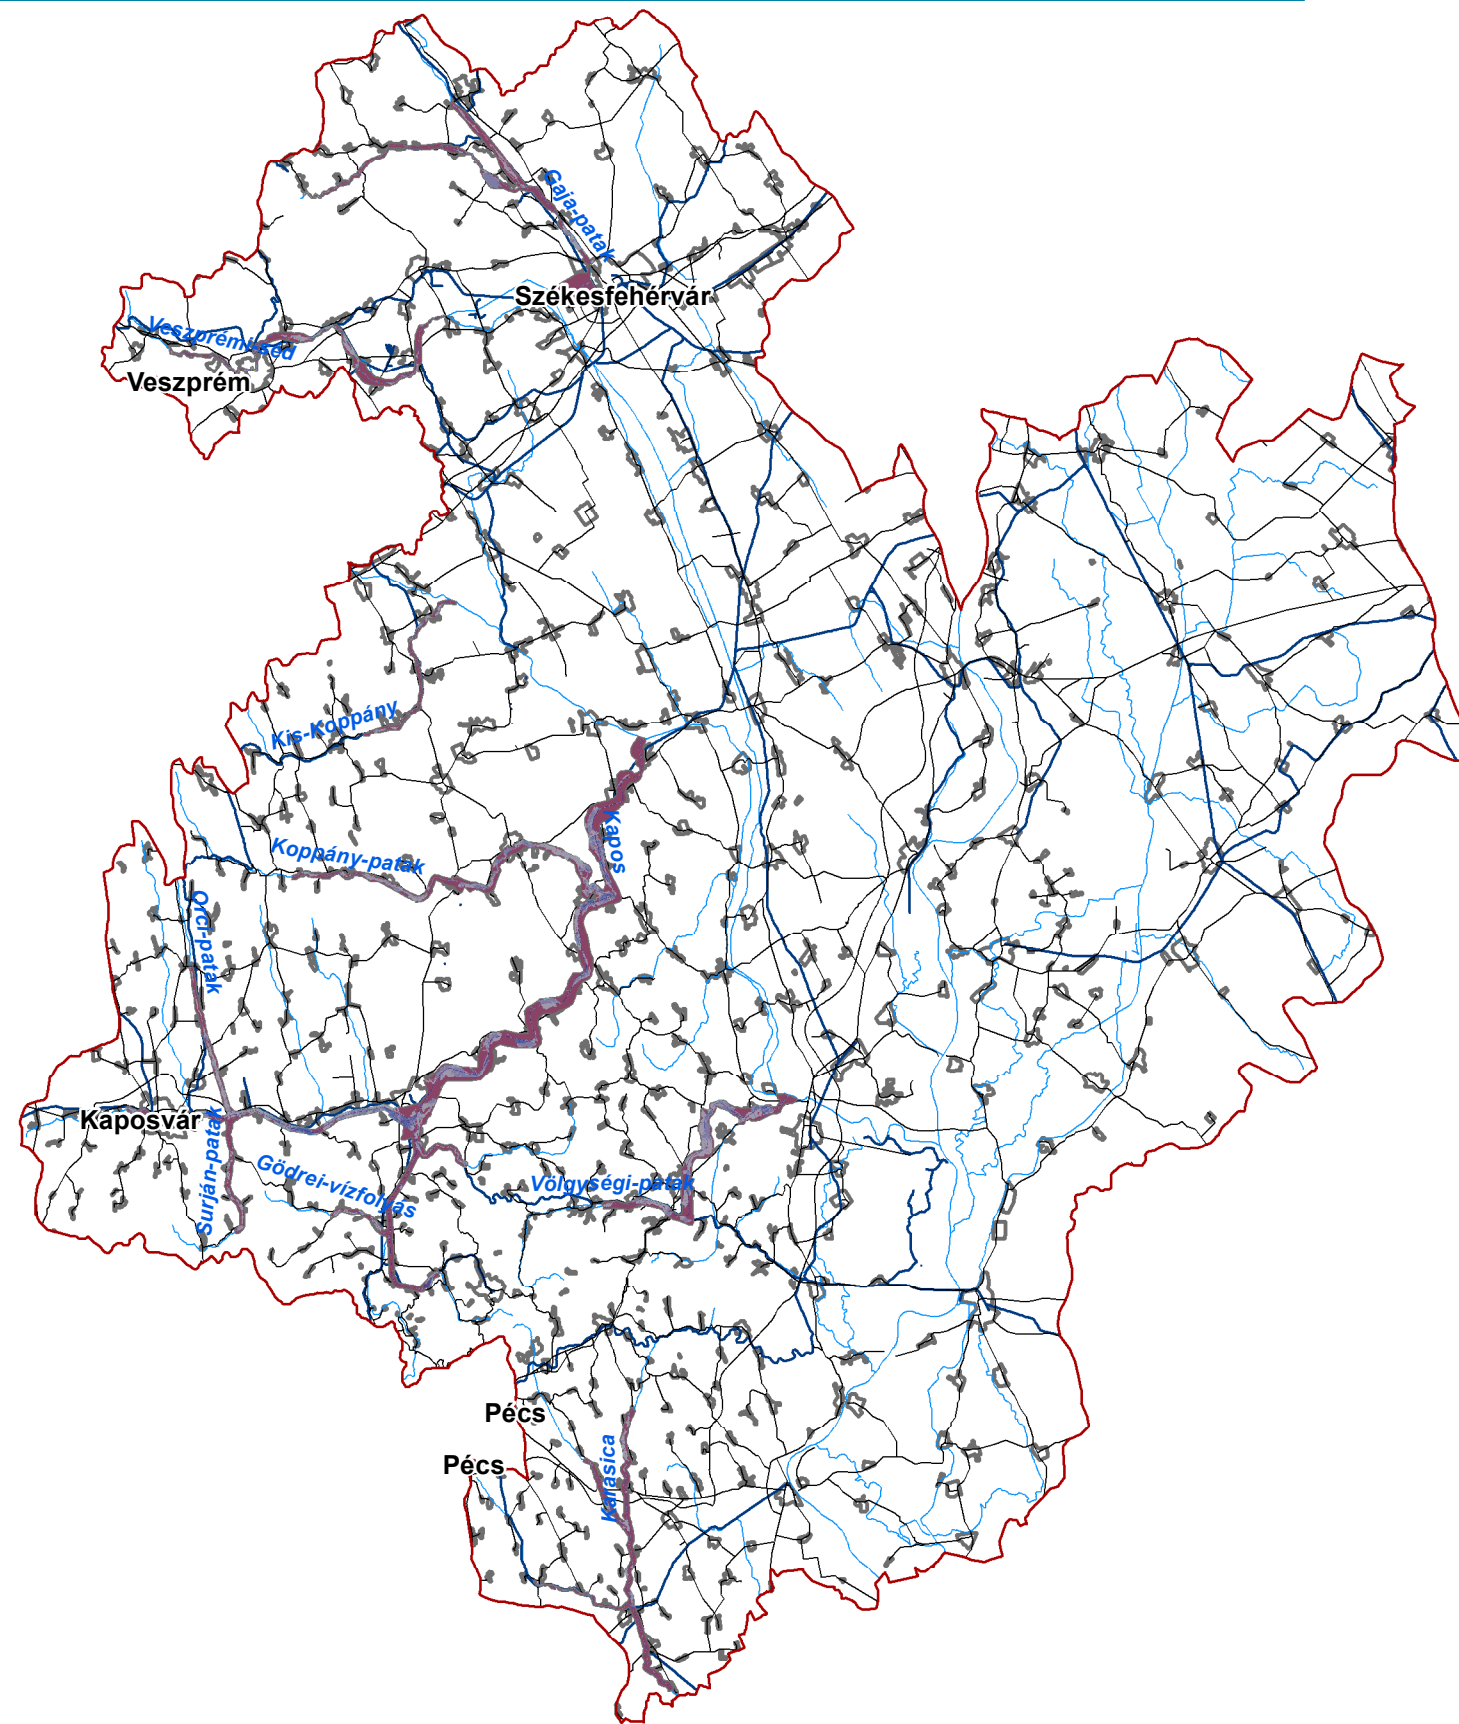 Gaja-patak
Székesfehérvár
Veszprémi-séd
Veszprém
Kis-Koppány
Kapos
Koppány-patak
Orci-patak
Kaposvár
Surján-patak
Gödrei-vízfolyás
Völgységi-patak
Pécs
Pécs
Karasica